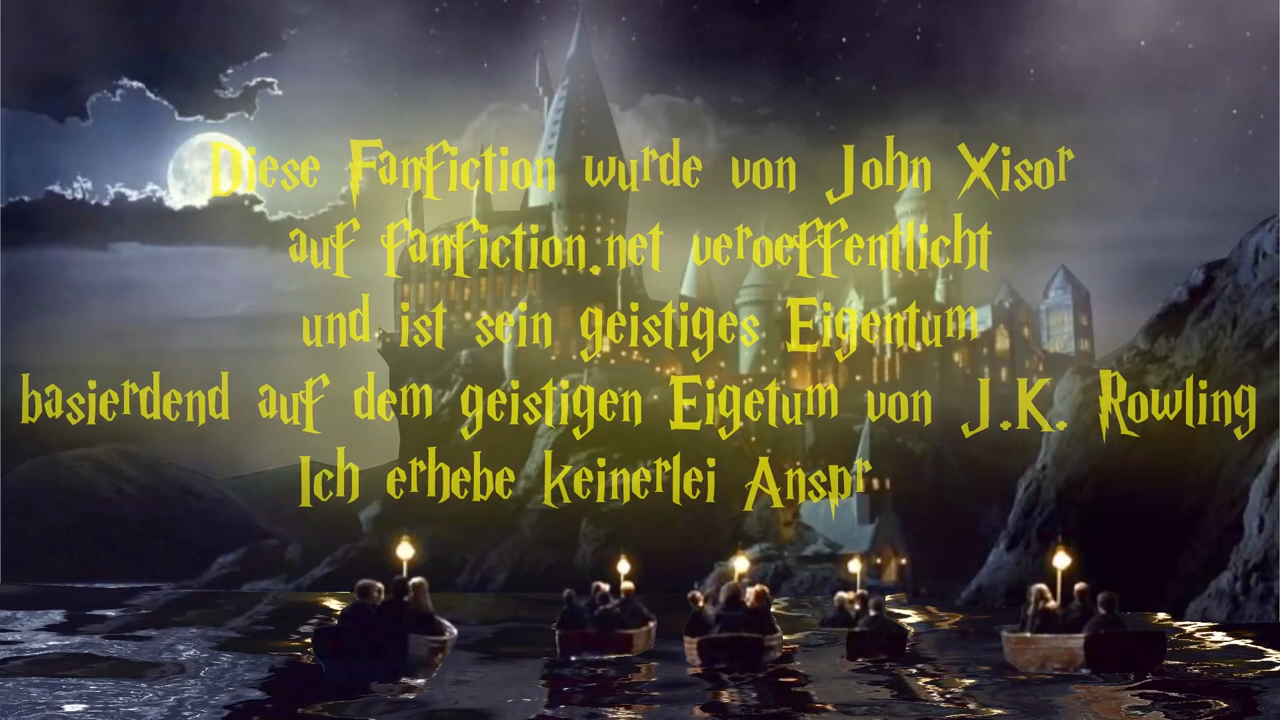 Diese Fanfiction wurde von John Xisor
auf fanfiction.net veroeffentlicht
und ist sein geistiges Eigentum
basierdend auf dem geistigen Eigetum von J.K. Rowling
Ich erhebe keinerlei Anspr